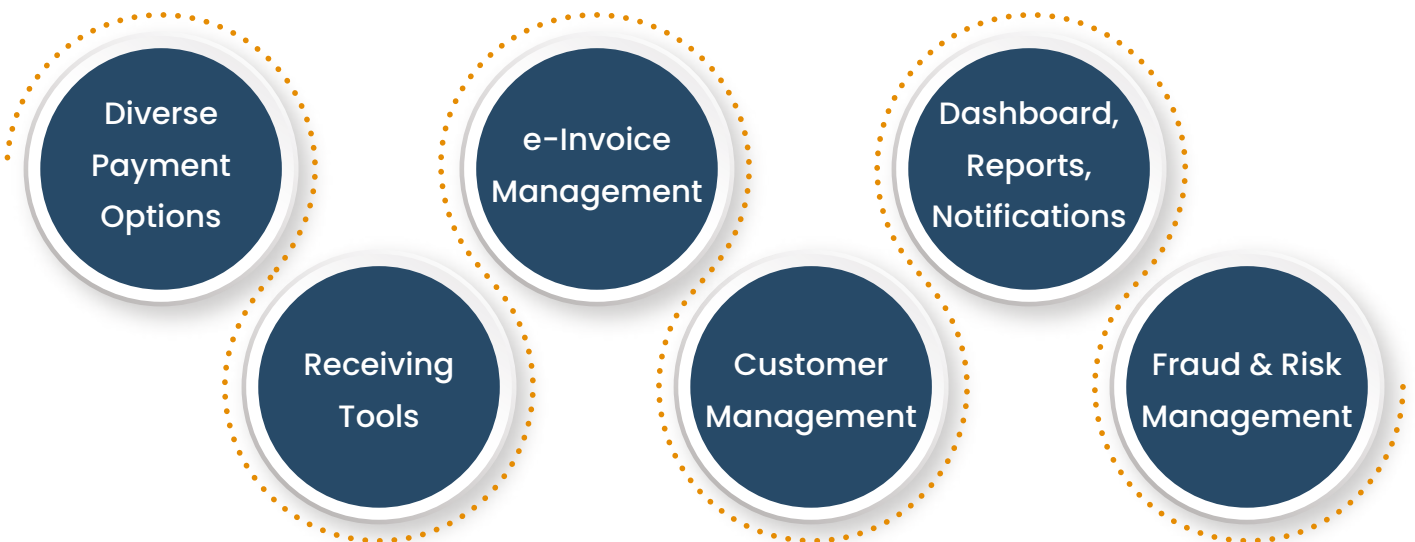 Diverse
Payment
Options
Receiving
Tools
e-Invoice
Management
Customer
Management
Dashboard,
Reports,
Notifications
Fraud & Risk
Management